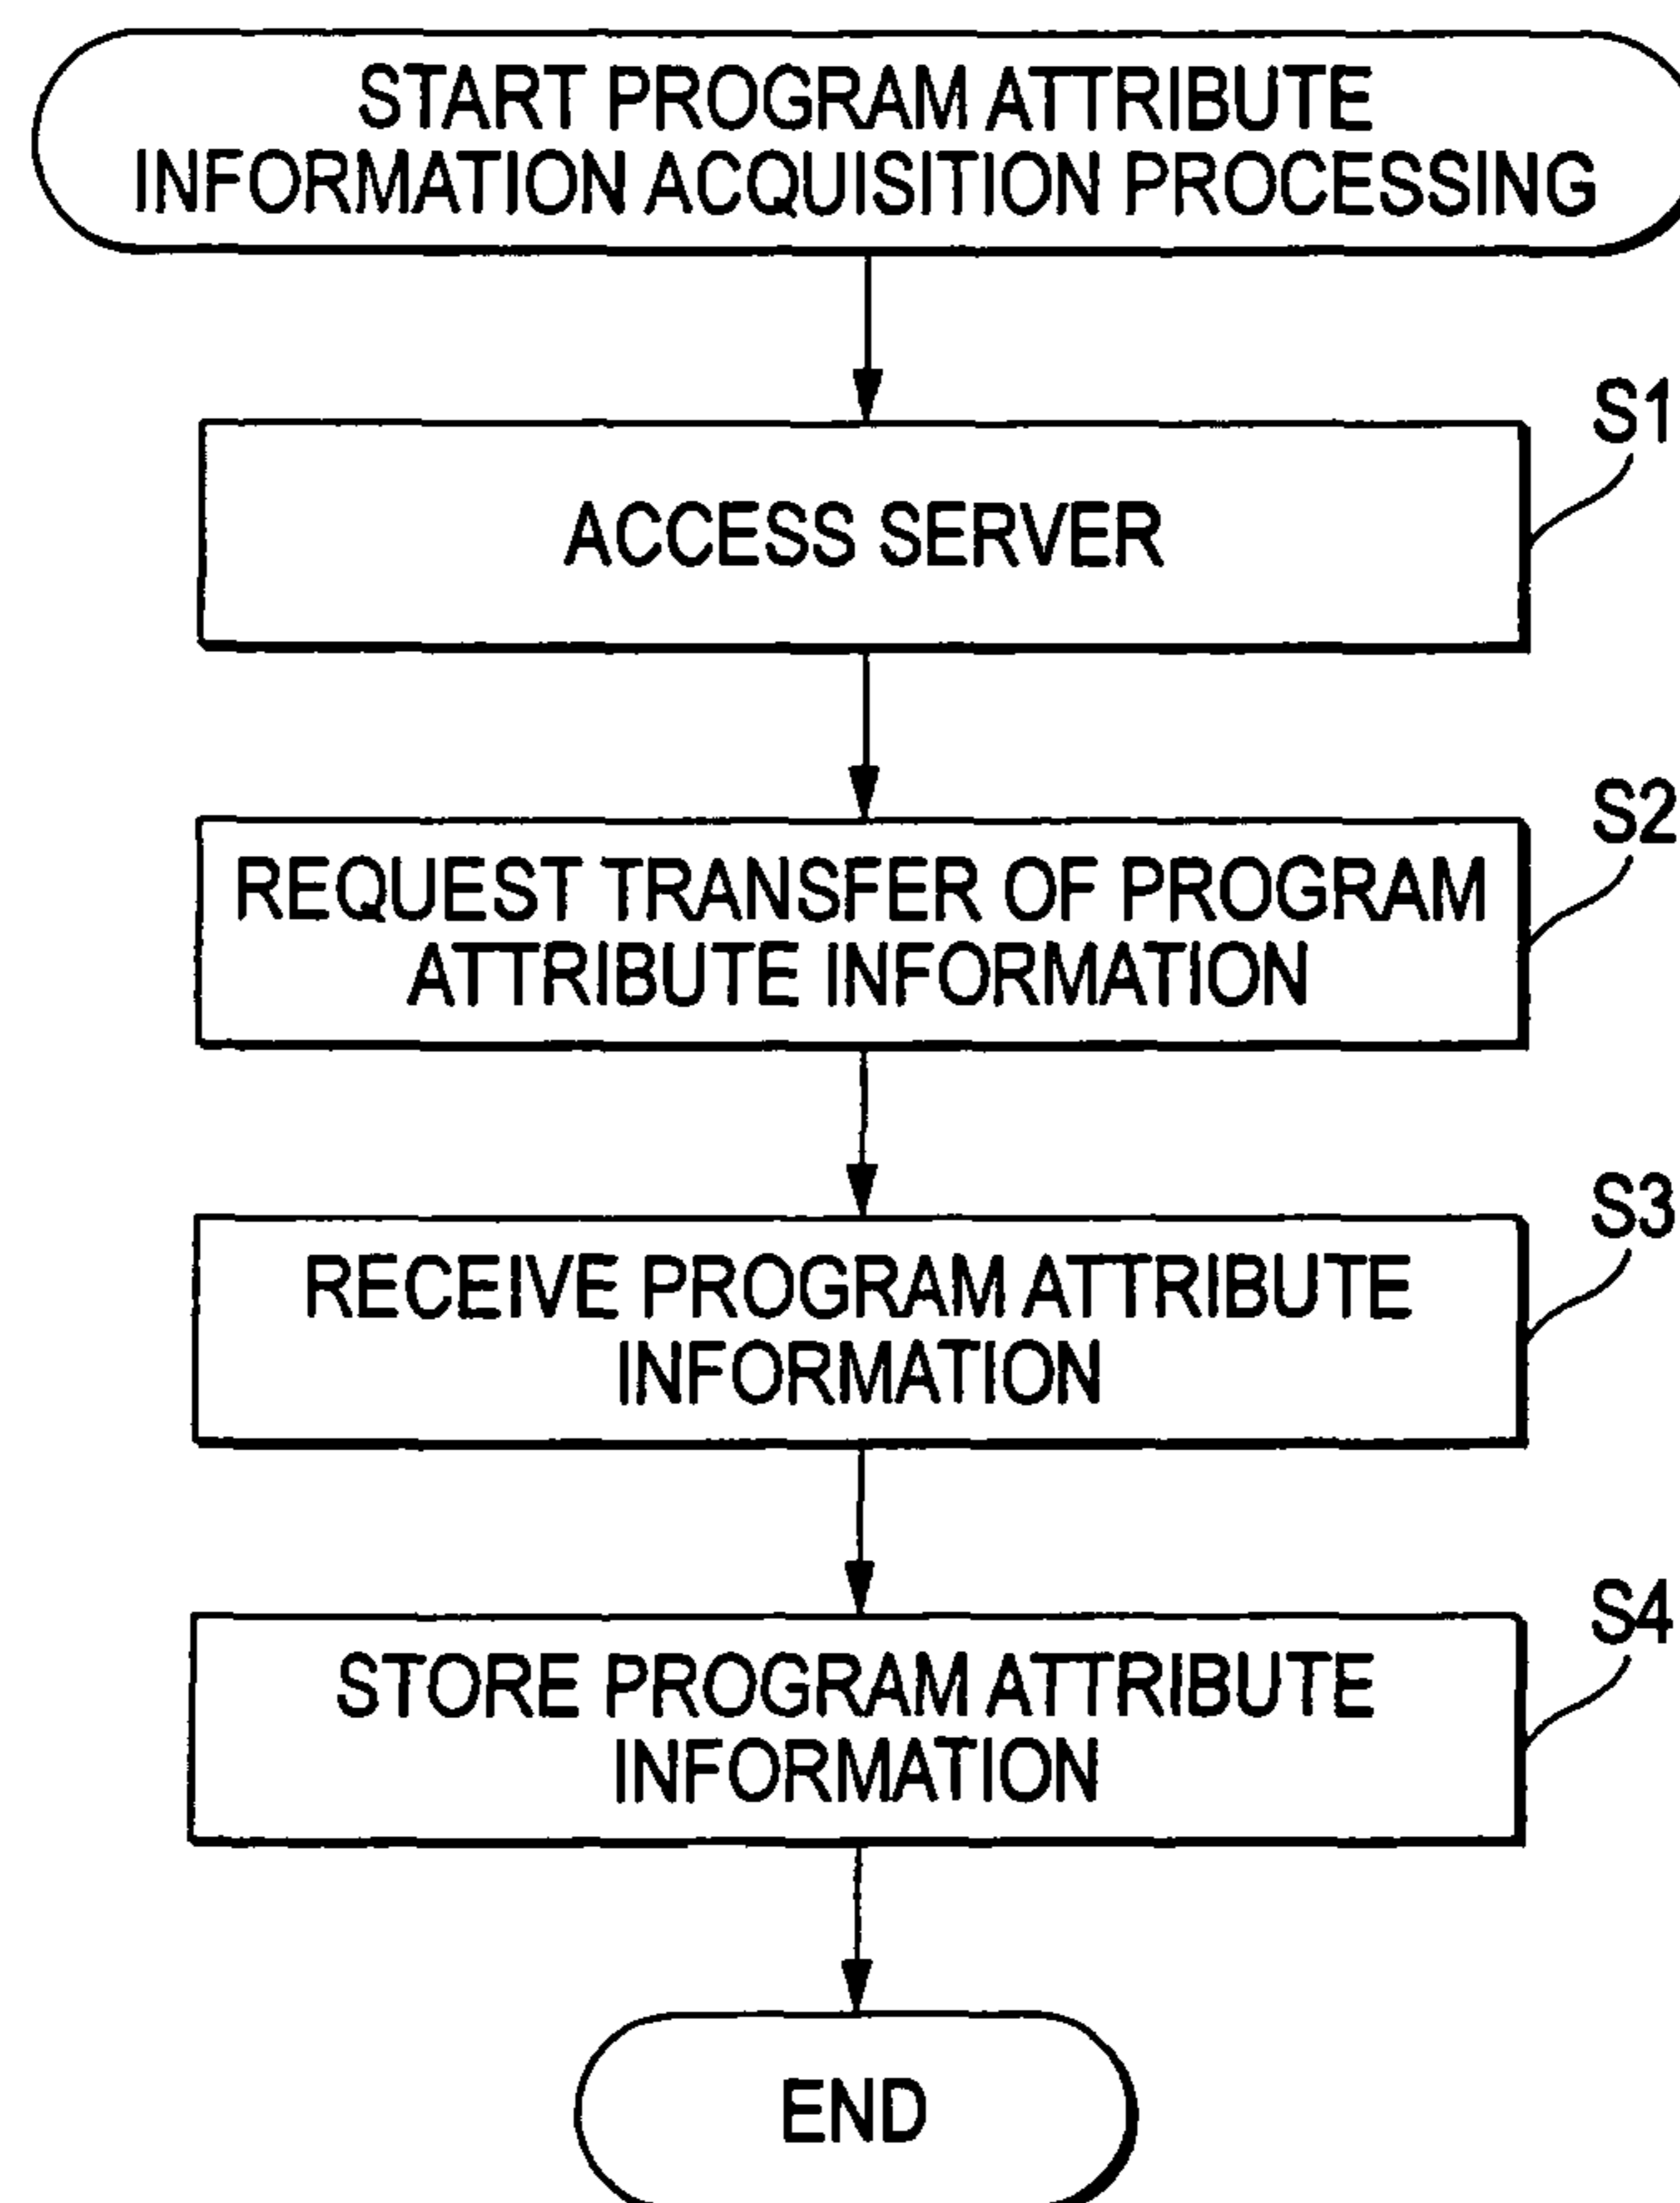 START PROGRAM ATTRIBUTE
INFORMATION ACQUISITION PROCESSING
S1
ACCESS SERVER
S2
REQUEST TRANSFER OF PROGRAM
ATTRIBUTE INFORMATION
S3
RECEIVE PROGRAM ATTRIBUTE
INFORMATION
S4
STORE PROGRAM ATTRIBUTE
INFORMATION
END